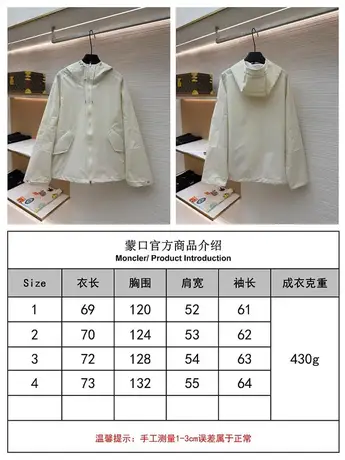 蒙口官方商品介绍
Moncler/ Product Introduction
Size 衣长 胸围 肩宽 袖长 成衣克重
1 69 120 52 61
2 70 124 53 62
3 72 128 54 63 430g
4 73 132 55 64
温馨提示：手工测量1-3cm误差属于正常